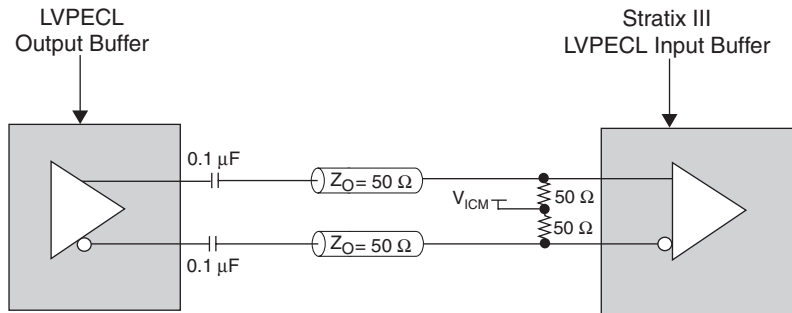 LVPECL
Output Buffer
Stratix III
LVPECL Input Buffer
0.1 µF
Z_O = 50 Ω
50 Ω
V_ICM
50 Ω
Z_O = 50 Ω
0.1 µF